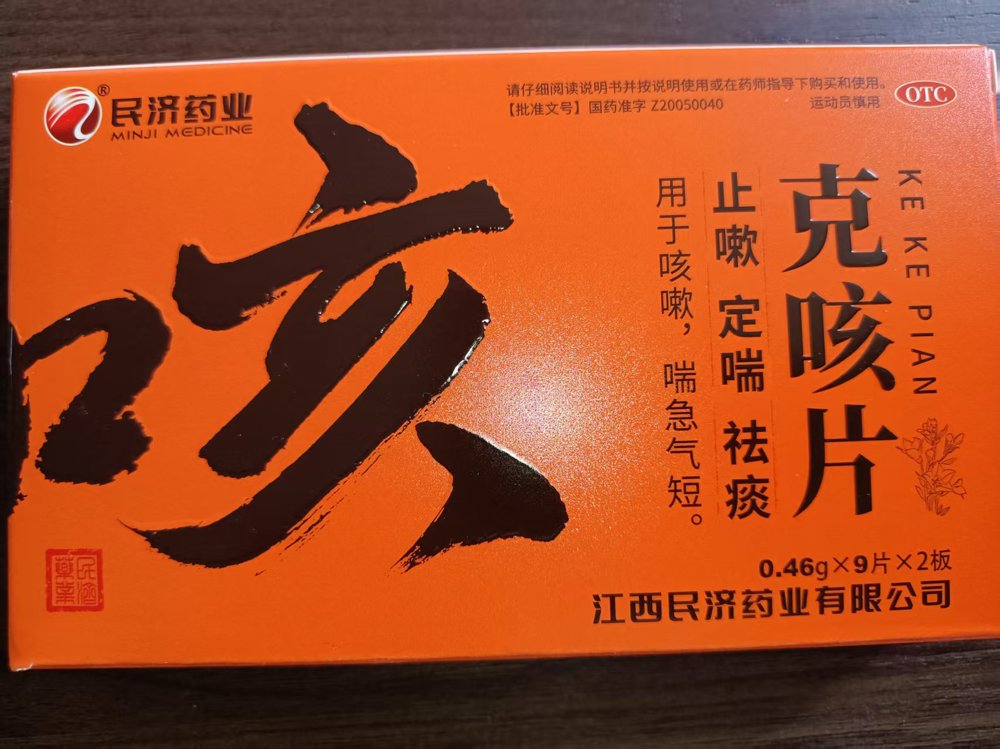 民济药业®
MINJI MEDICINE
请仔细阅读说明书并按说明使用或在药师指导下购买和使用。
【批准文号】国药准字 Z20050040
运动员慎用
OTC
咳
克咳片
KE KE PIAN
止嗽 定喘 祛痰
用于咳嗽，喘急气短。
0.46g×9片×2板
江西民济药业有限公司
民济
藥業